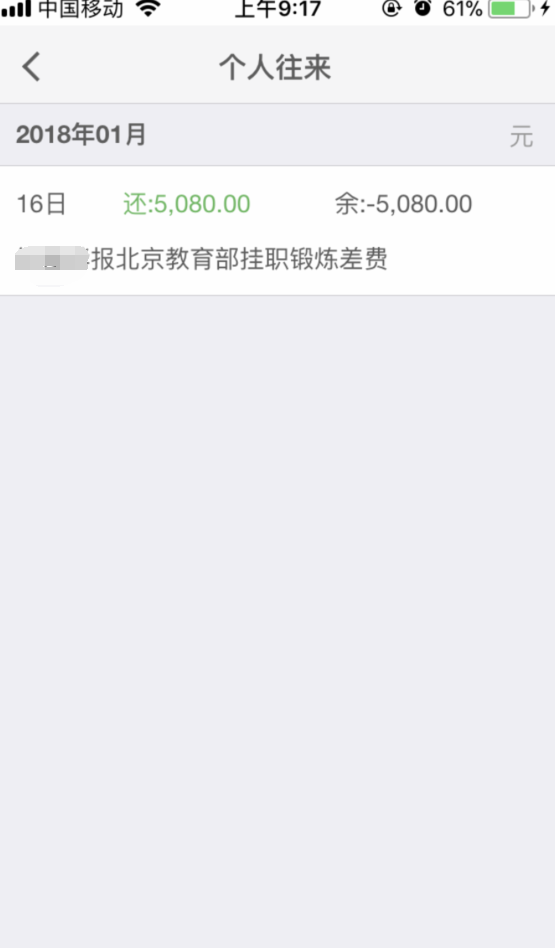 中国移动 上午9:17 61%
个人往来
2018年01月 元
16日 还:5,080.00 余:-5,080.00
报北京教育部挂职锻炼差费